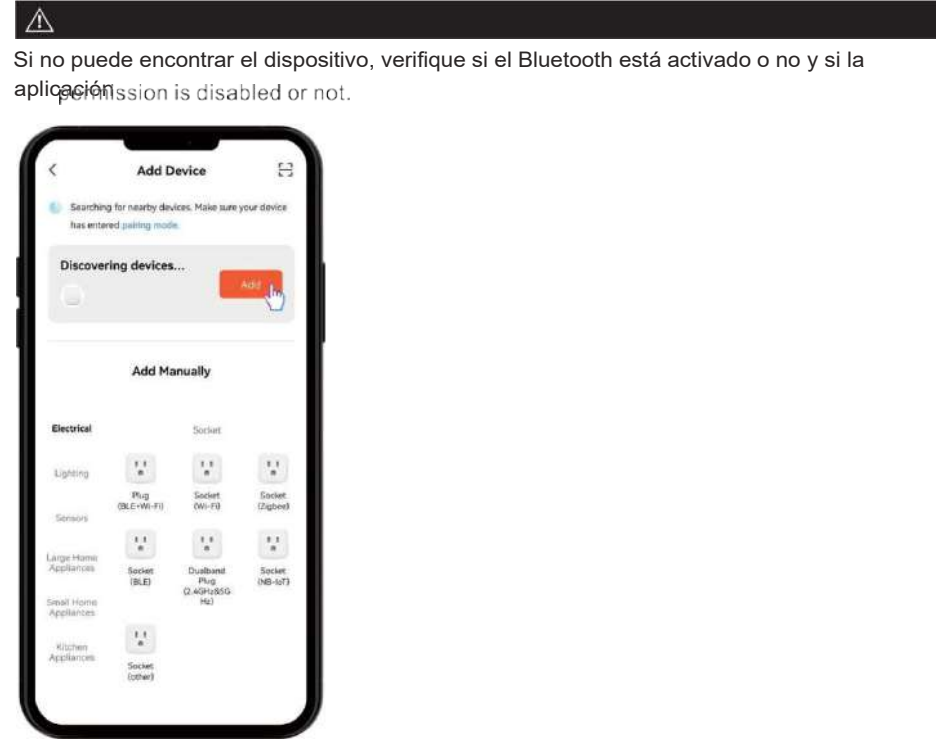 Si no puede encontrar el dispositivo, verifique si el Bluetooth está activado o no y si la
aplicación
permission is disabled or not.
Add Device
Searching for nearby devices. Make sure your device
has entered pairing mode.
Discovering devices...
Add
Add Manually
Electrical
Socket
Lighting
Plug
(BLE+Wi-Fi)
Socket
(Wi-Fi)
Socket
(Zigbee)
Sensors
Large Home
Appliances
Socket
(BLE)
Dualband
Plug
(2.4GHz&5G
Hz)
Socket
(NB-IoT)
Small Home
Appliances
Kitchen
Appliances
Socket
(other)